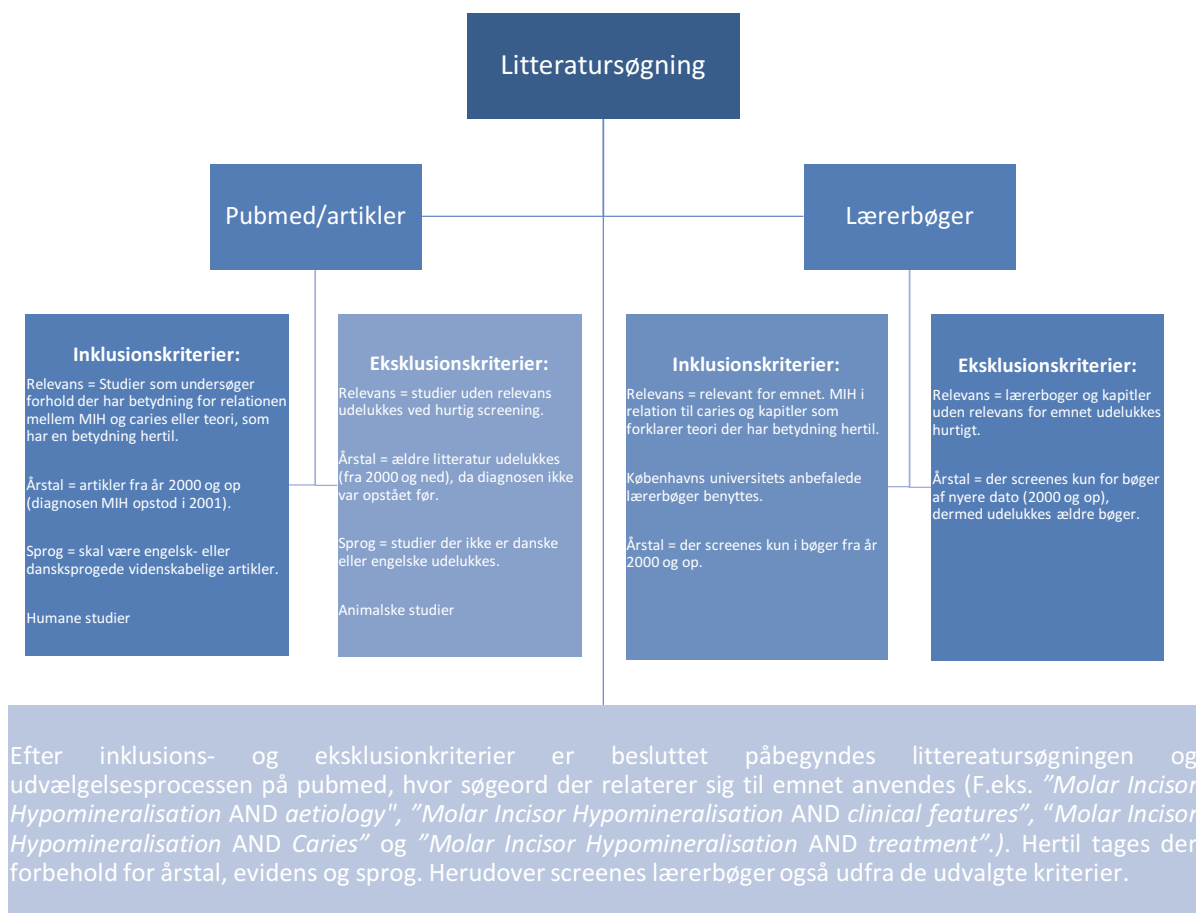 Litteratursøgning
Pubmed/artikler
Lærerbøger
Inklusionskriterier:
Relevans = Studier som undersøger
forhold der har betydning for relationen
mellem MIH og caries eller teori, som
har en betydning hertil.
Årstal = artikler fra år 2000 og op
(diagnosen MIH opstod i 2001).
Sprog = skal være engelsk- eller
dansksprogede videnskabelige artikler.
Humane studier
Eksklusionskriterier:
Relevans = studier uden relevans
udelukkes ved hurtig screening.
Årstal = ældre litteratur udelukkes
(fra 2000 og ned), da diagnosen ikke
var opstået før.
Sprog = studier der ikke er danske
eller engelske udelukkes.
Animalske studier
Inklusionskriterier:
Relevans = relevant for emnet. MIH i
relation til caries og kapitler som
forklarer teori der har betydning hertil.
Københavns universitets anbefalede
lærerbøger benyttes.
Årstal = der screenes kun i bøger fra år
2000 og op.
Eksklusionskriterier:
Relevans = lærerboger og kapitler
uden relevans for emnet udelukkes
hurtigt.
Årstal = der screenes kun for bøger
af nyere dato (2000 og op),
dermed udelukkes ældre bøger.
Efter inklusions- og eksklusionkriterier er besluttet påbegyndes littereatursøgningen og
udvælgelsesprocessen på pubmed, hvor søgeord der relaterer sig til emnet anvendes (F.eks. ”Molar Incisor
Hypomineralisation AND aetiology", ”Molar Incisor Hypomineralisation AND clinical features”, “Molar Incisor
Hypomineralisation AND Caries” og ”Molar Incisor Hypomineralisation AND treatment”.). Hertil tages der
forbehold for årstal, evidens og sprog. Herudover screenes lærerbøger også udfra de udvalgte kriterier.